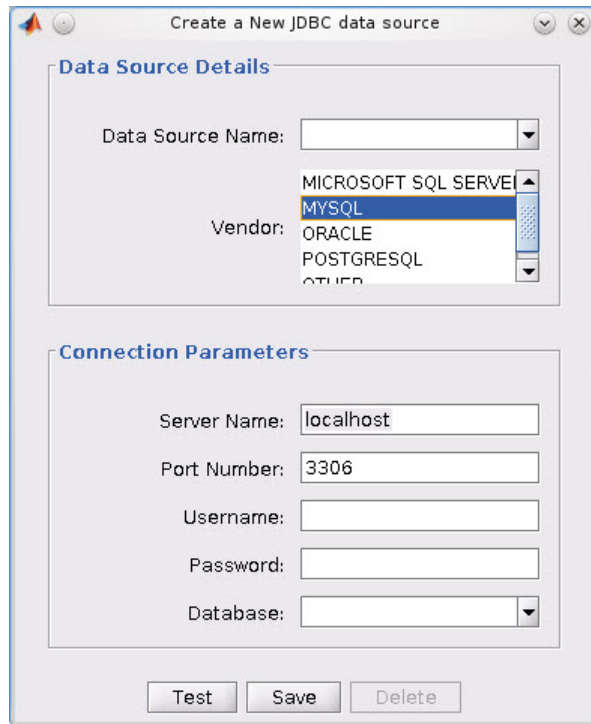 Create a New JDBC data source
Data Source Details
Data Source Name:
Vendor:
MICROSOFT SQL SERVE
MYSQL
ORACLE
POSTGRESQL
OTHER
Connection Parameters
Server Name: localhost
Port Number: 3306
Username:
Password:
Database:
Test Save Delete